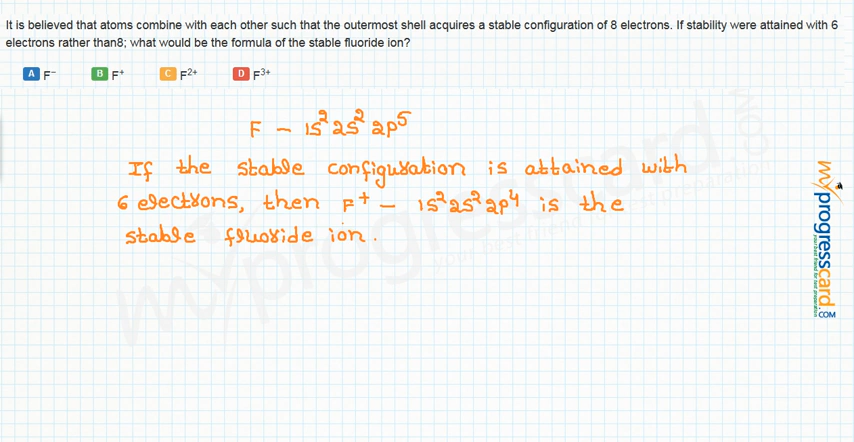 It is believed that atoms combine with each other such that the outermost shell acquires a stable configuration of 8 electrons. If stability were attained with 6
electrons rather than8; what would be the formula of the stable fluoride ion?
A F⁻ B F⁺ C F²⁺ D F³⁺
F - 1s² 2s² 2p⁵
If the stable configuration is attained with
6 electrons, then F⁺ - 1s² 2s² 2p⁴ is the
stable fluoride ion.
myprogresscard.COM